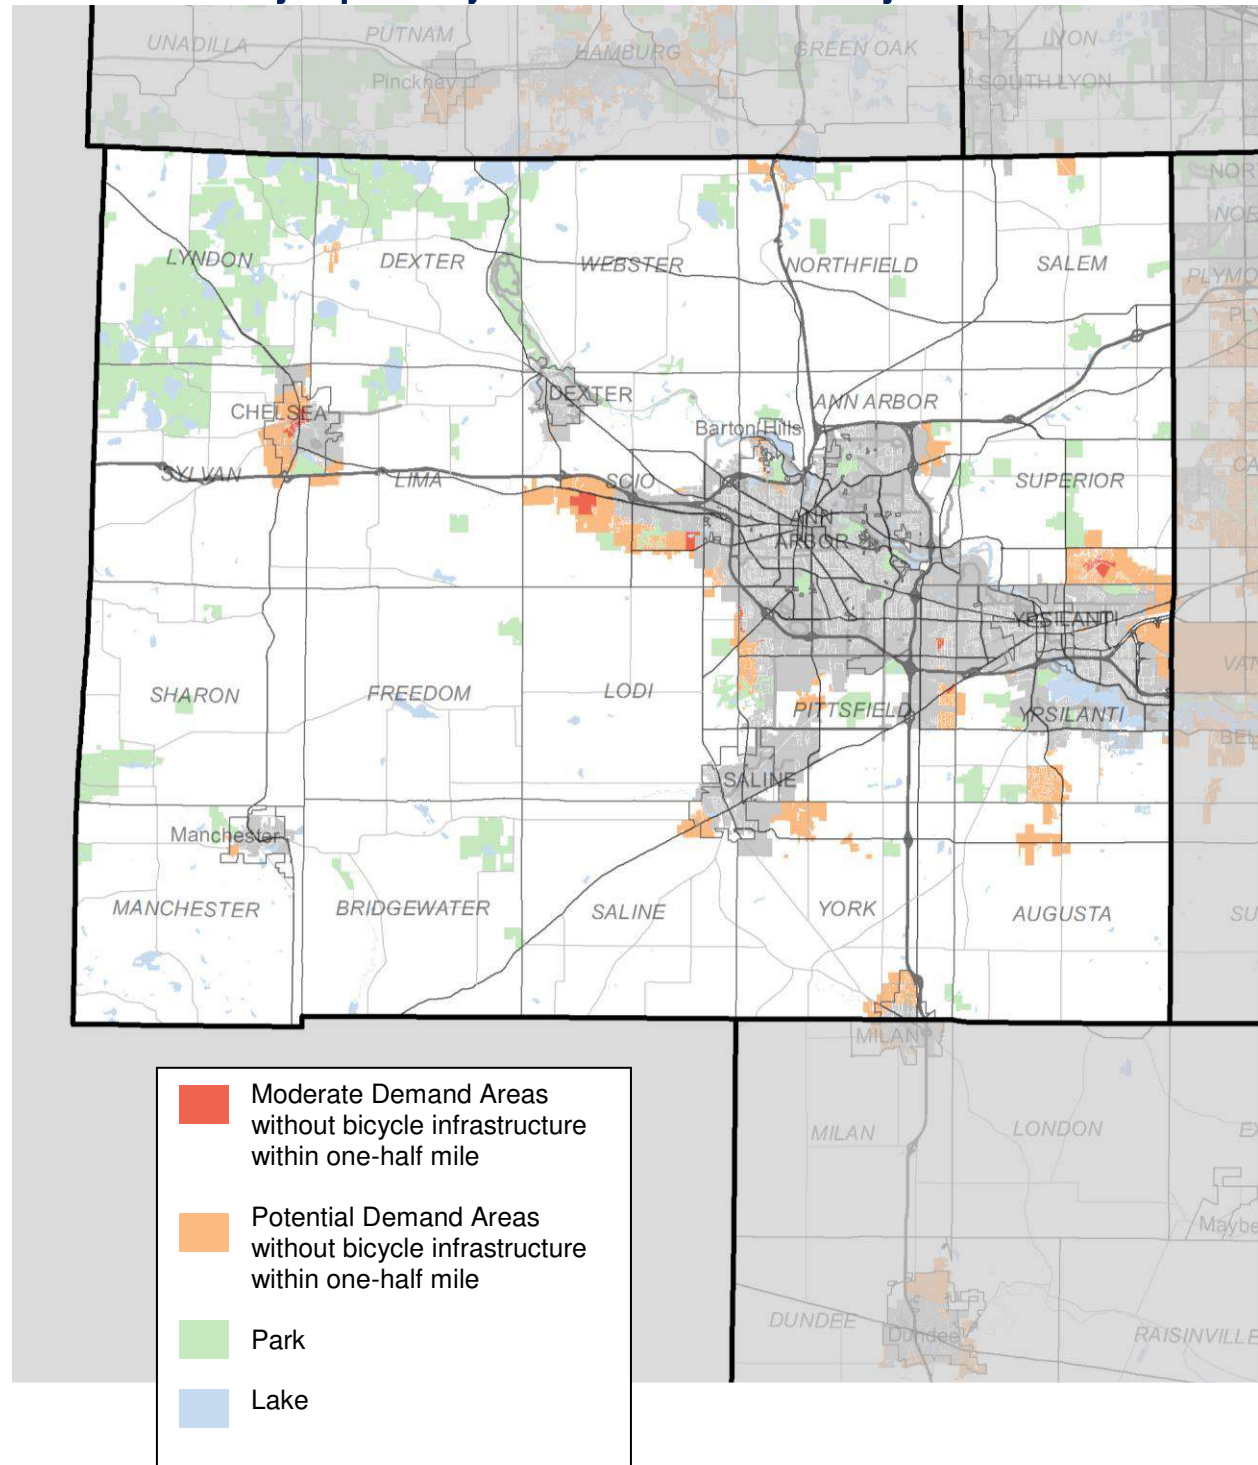 UNADILLA
PUTNAM
HAMBURG
GREEN OAK
LYON
Pinckney
SOUTH LYON
LYNDON
DEXTER
WEBSTER
NORTHFIELD
SALEM
CHELSEA
DEXTER
ANN ARBOR
Barton Hills
SYLVAN
LIMA
SCIO
SUPERIOR
ANN
ARBOR
YPSILANTI
SHARON
FREEDOM
LODI
PITTSFIELD
YPSILANTI
SALINE
Manchester
MANCHESTER
BRIDGEWATER
SALINE
YORK
AUGUSTA
MILAN
MILAN
LONDON
DUNDEE
Dundee
RAISINVILLE
Moderate Demand Areas
without bicycle infrastructure
within one-half mile
Potential Demand Areas
without bicycle infrastructure
within one-half mile
Park
Lake